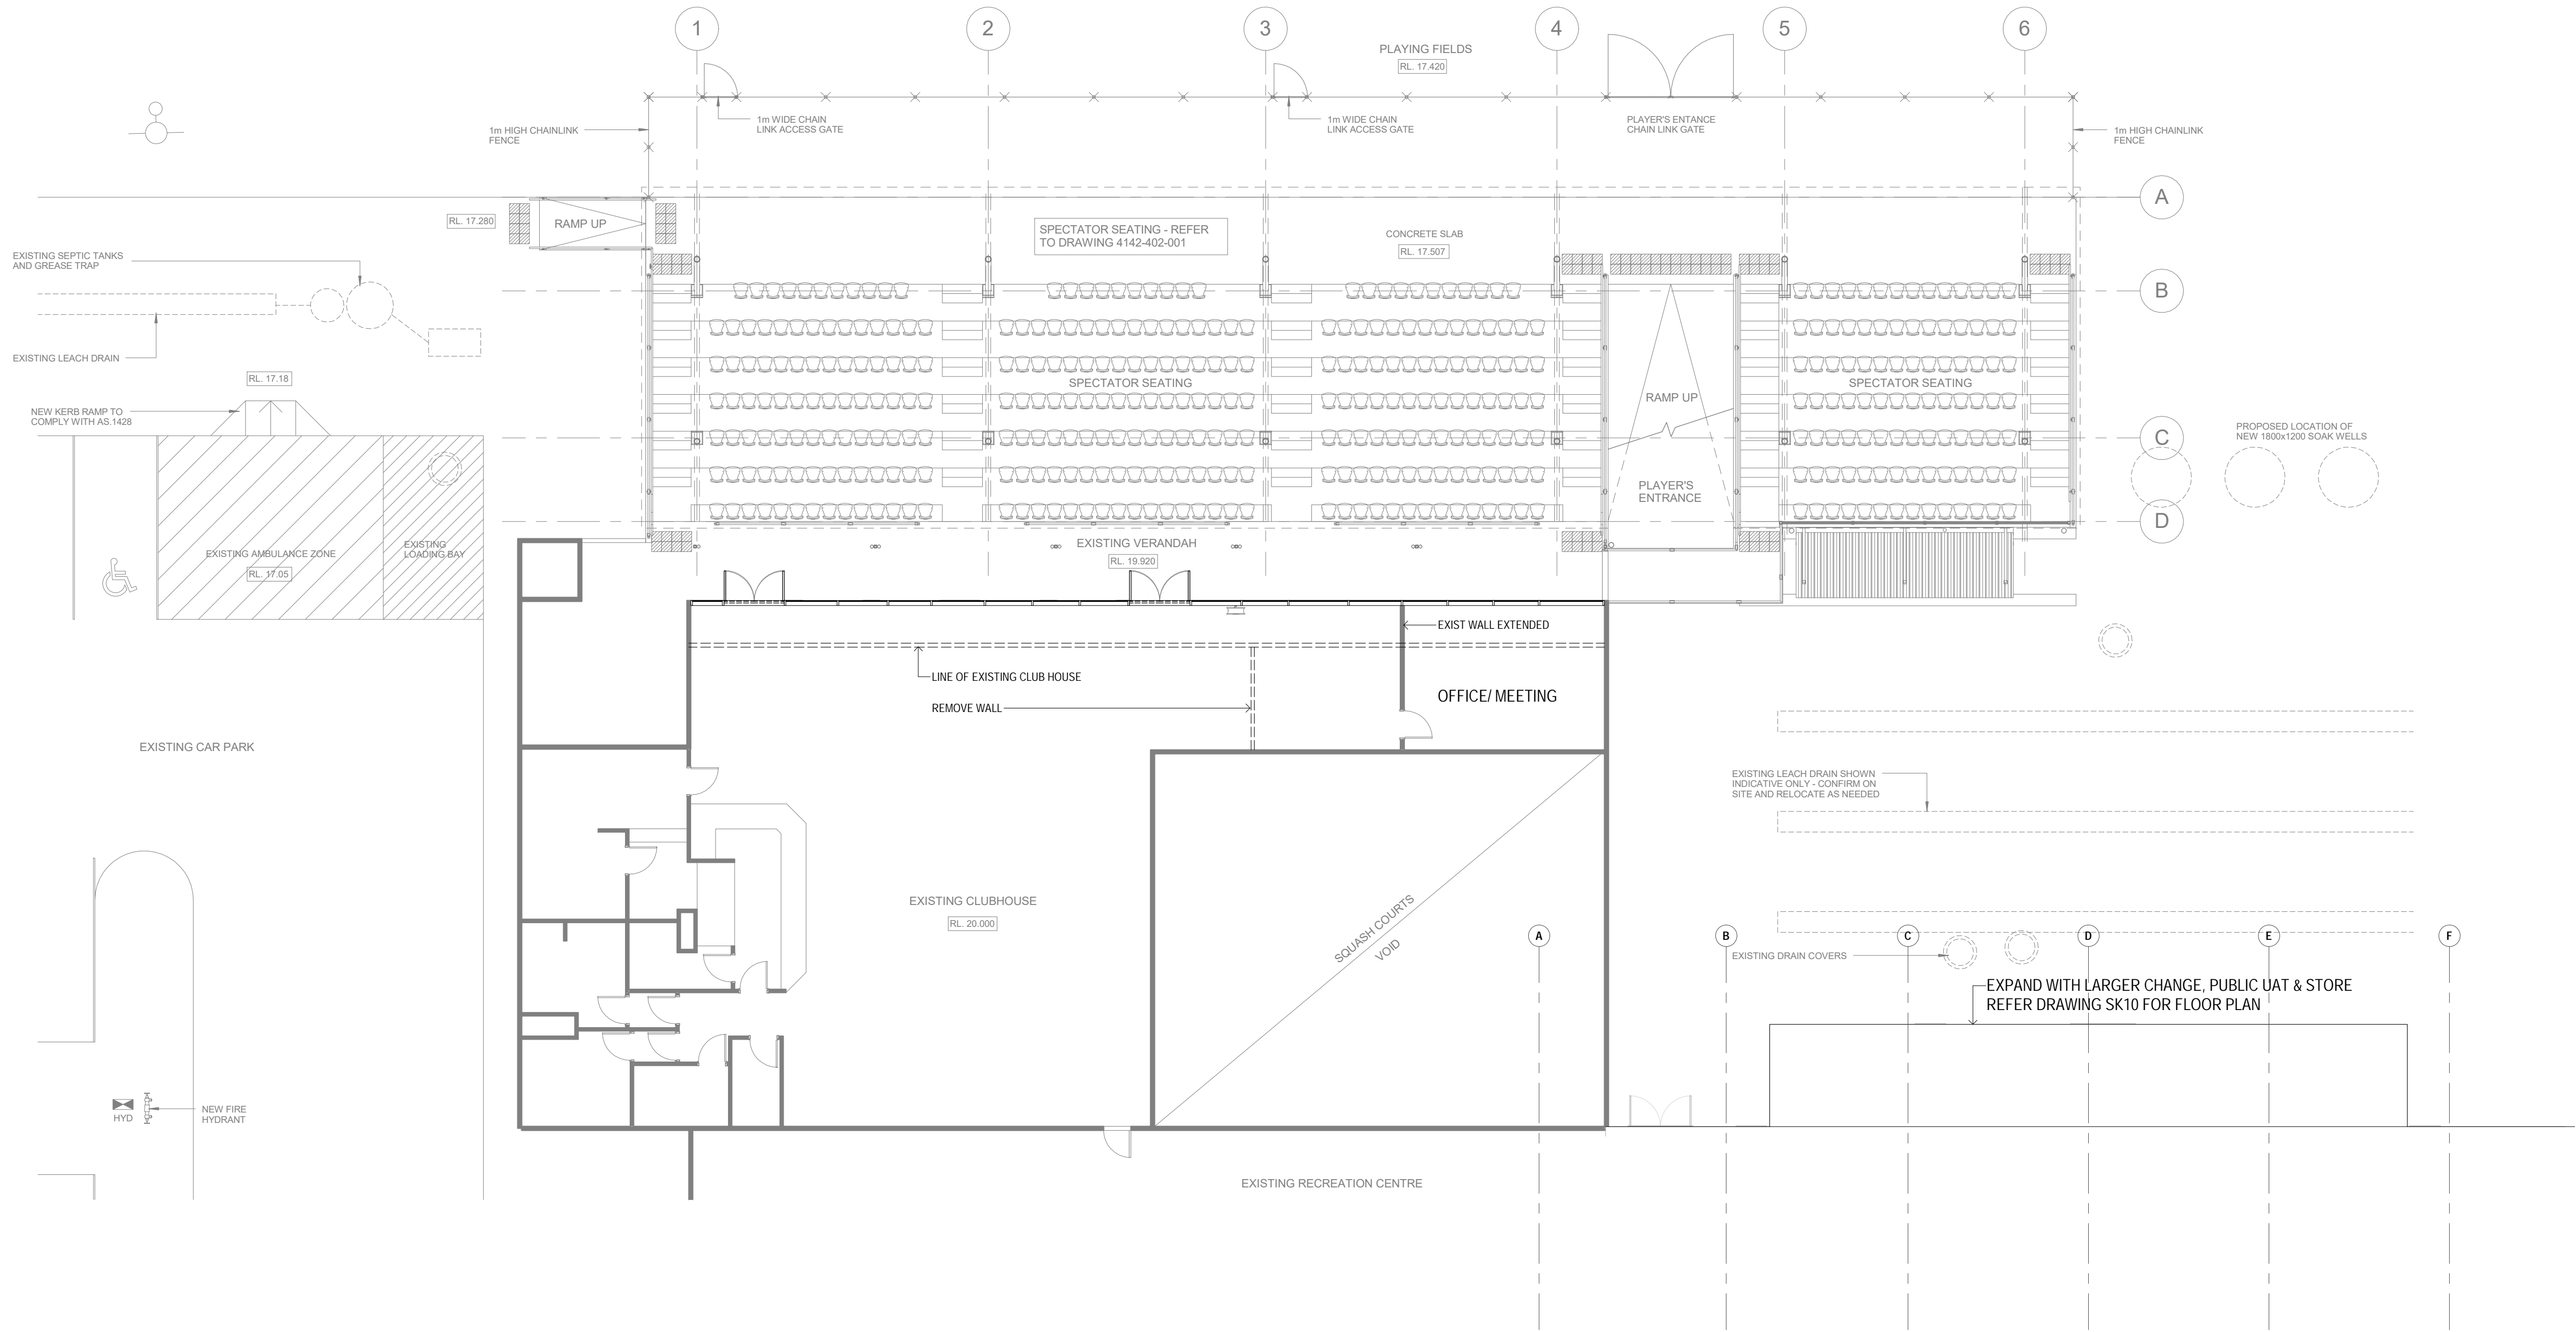 1
2
3
4
5
6
PLAYING FIELDS
RL. 17.420
1m HIGH CHAINLINK
FENCE
1m WIDE CHAIN
LINK ACCESS GATE
1m WIDE CHAIN
LINK ACCESS GATE
PLAYER'S ENTANCE
CHAIN LINK GATE
1m HIGH CHAINLINK
FENCE
A
RL. 17.280
RAMP UP
SPECTATOR SEATING - REFER
TO DRAWING 4142-402-001
CONCRETE SLAB
RL. 17.507
EXISTING SEPTIC TANKS
AND GREASE TRAP
B
EXISTING LEACH DRAIN
RL. 17.18
SPECTATOR SEATING
SPECTATOR SEATING
RAMP UP
NEW KERB RAMP TO
COMPLY WITH AS.1428
C
PROPOSED LOCATION OF
NEW 1800x1200 SOAK WELLS
PLAYER'S
ENTRANCE
D
EXISTING AMBULANCE ZONE
RL. 17.05
EXISTING
LOADING BAY
EXISTING VERANDAH
RL. 19.920
EXIST WALL EXTENDED
LINE OF EXISTING CLUB HOUSE
REMOVE WALL
OFFICE/ MEETING
EXISTING CAR PARK
EXISTING LEACH DRAIN SHOWN
INDICATIVE ONLY - CONFIRM ON
SITE AND RELOCATE AS NEEDED
EXISTING CLUBHOUSE
RL. 20.000
SQUASH COURTS
VOID
A
B
C
D
E
F
EXISTING DRAIN COVERS
EXPAND WITH LARGER CHANGE, PUBLIC UAT & STORE
REFER DRAWING SK10 FOR FLOOR PLAN
HYD
NEW FIRE
HYDRANT
EXISTING RECREATION CENTRE